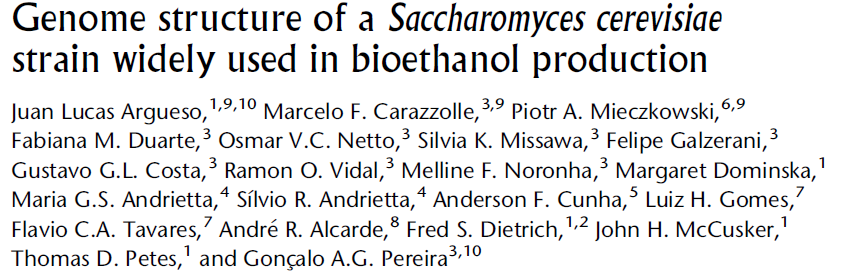 Genome structure of a Saccharomyces cerevisiae
strain widely used in bioethanol production
Juan Lucas Argueso,1,9,10 Marcelo F. Carazzolle,3,9 Piotr A. Mieczkowski,6,9
Fabiana M. Duarte,3 Osmar V.C. Netto,3 Silvia K. Missawa,3 Felipe Galzerani,3
Gustavo G.L. Costa,3 Ramon O. Vidal,3 Melline F. Noronha,3 Margaret Dominska,1
Maria G.S. Andrietta,4 Sílvio R. Andrietta,4 Anderson F. Cunha,5 Luiz H. Gomes,7
Flavio C.A. Tavares,7 André R. Alcarde,8 Fred S. Dietrich,1,2 John H. McCusker,1
Thomas D. Petes,1 and Gonçalo A.G. Pereira3,10